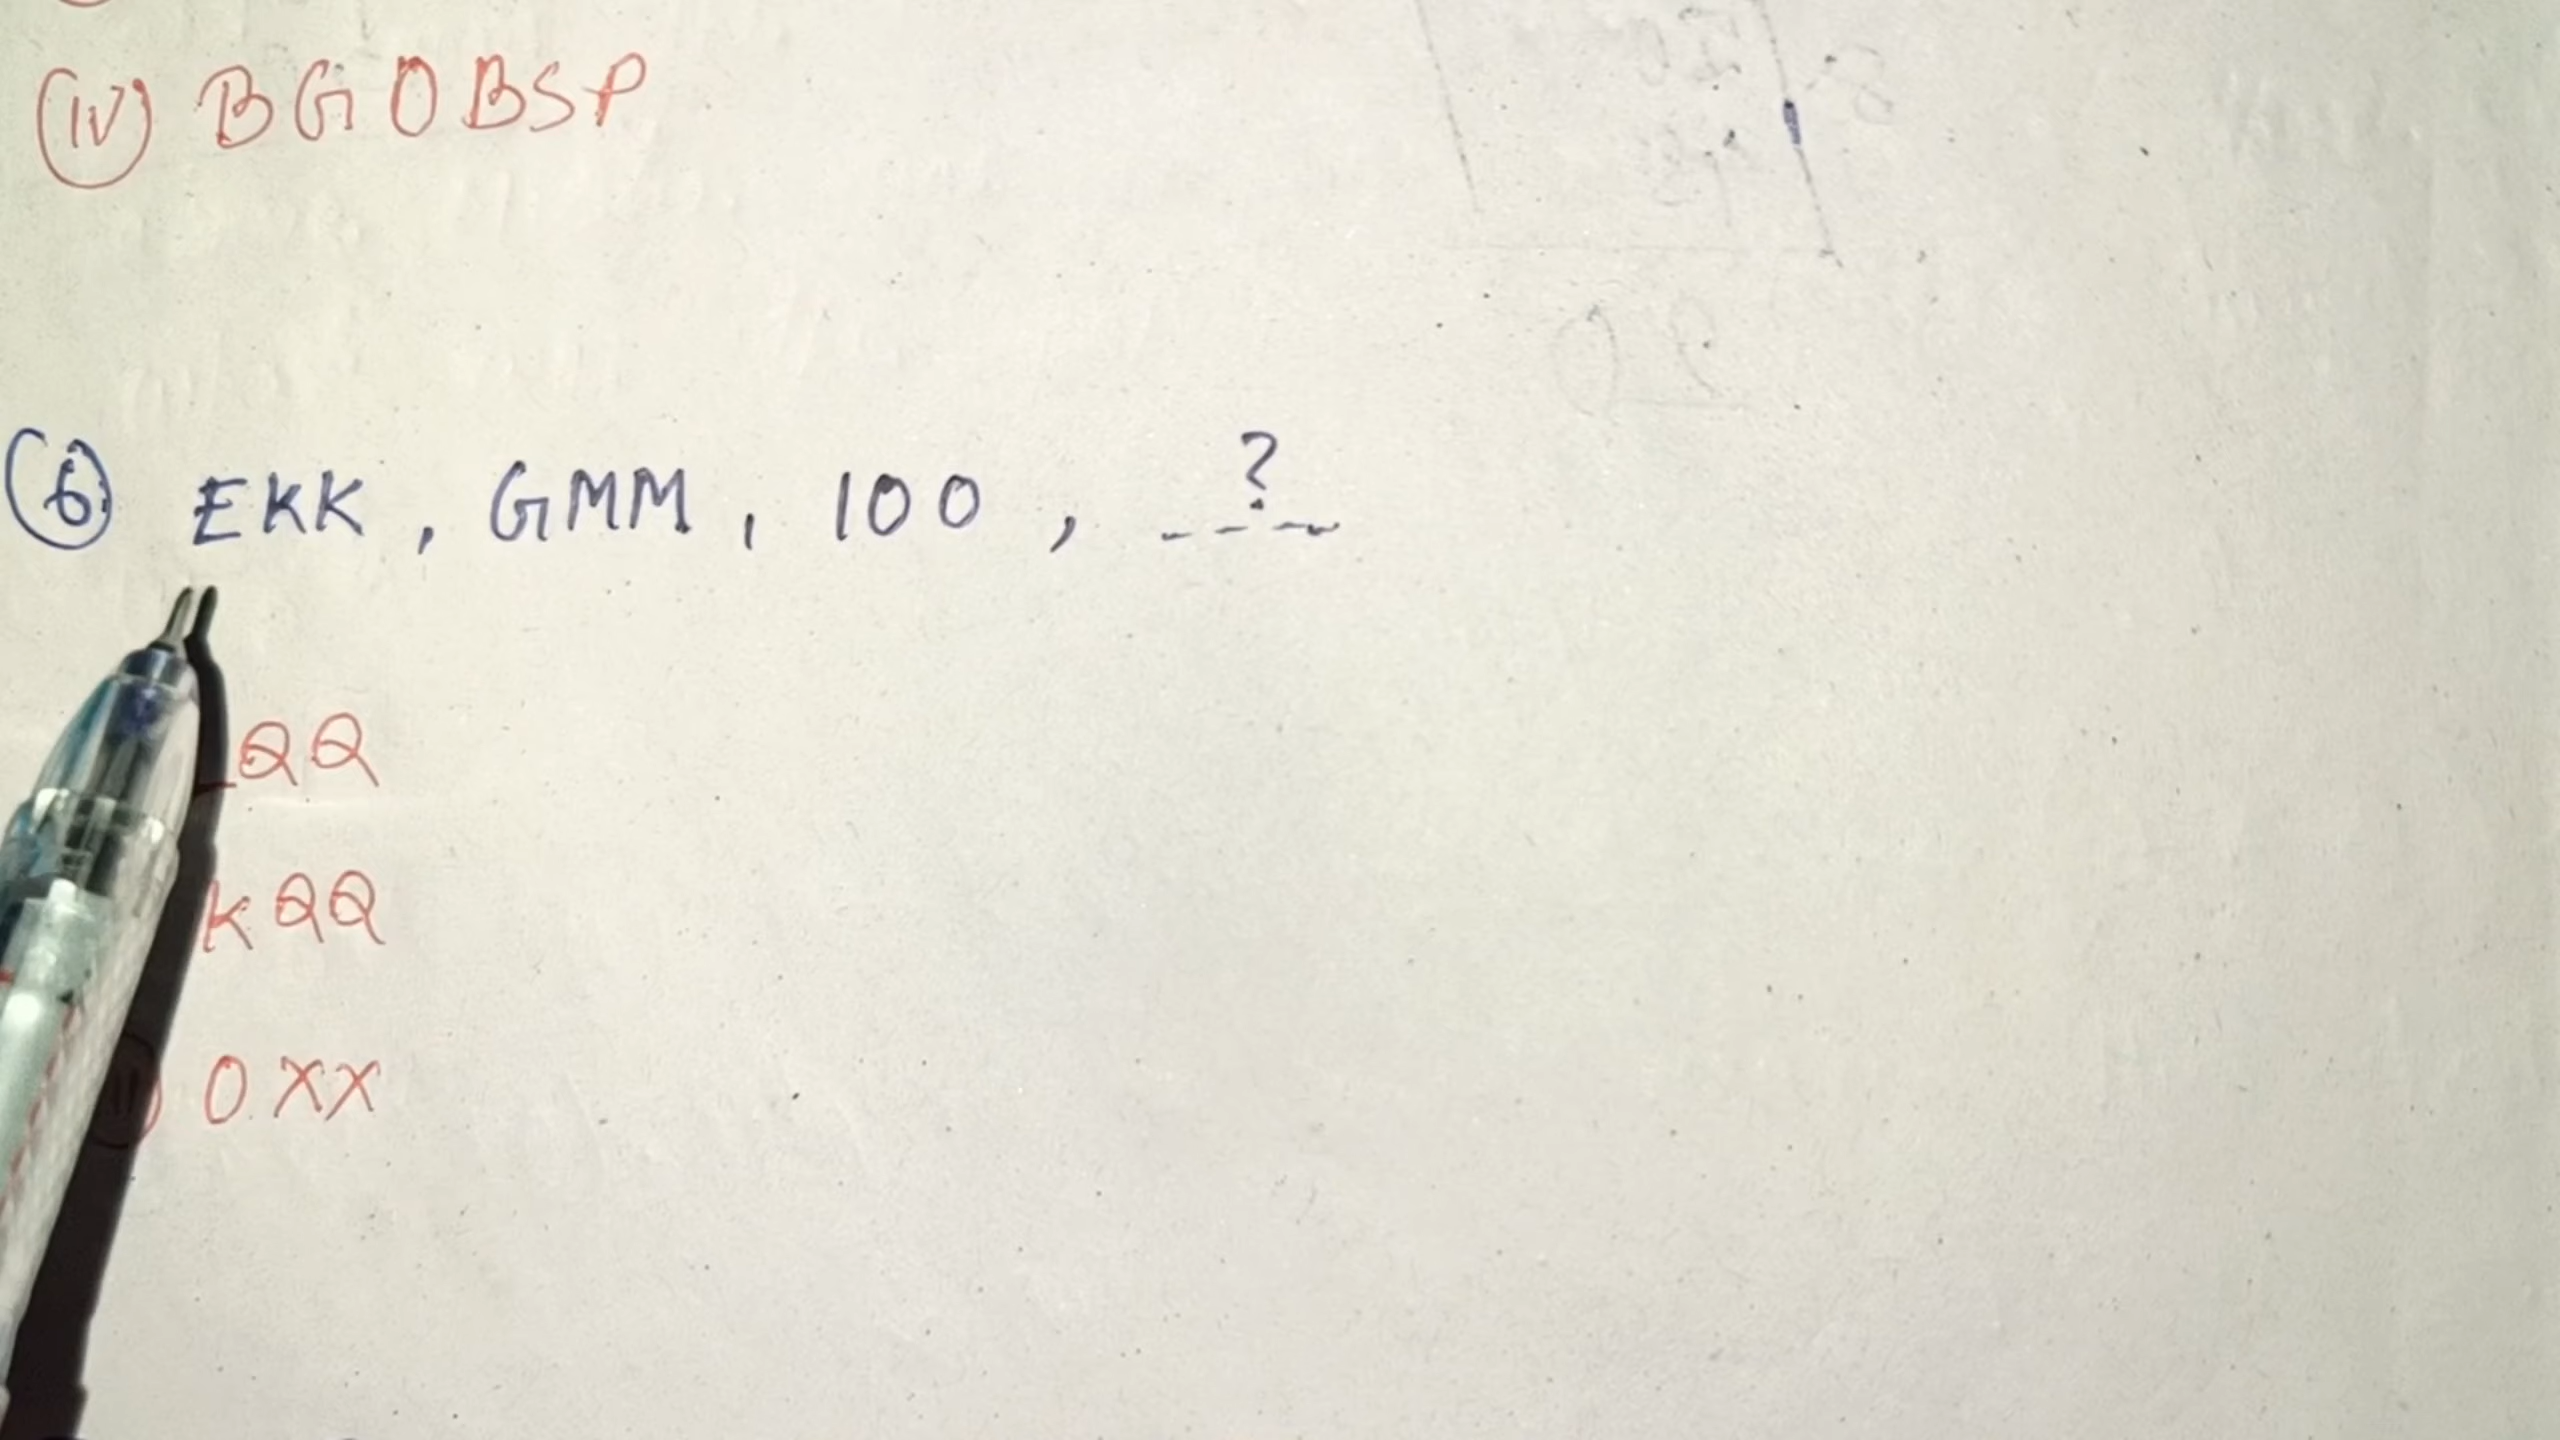 (iv) BGOBSP
(6) EKK, GMM, IOO, ---?
QQ
KQQ
OXX